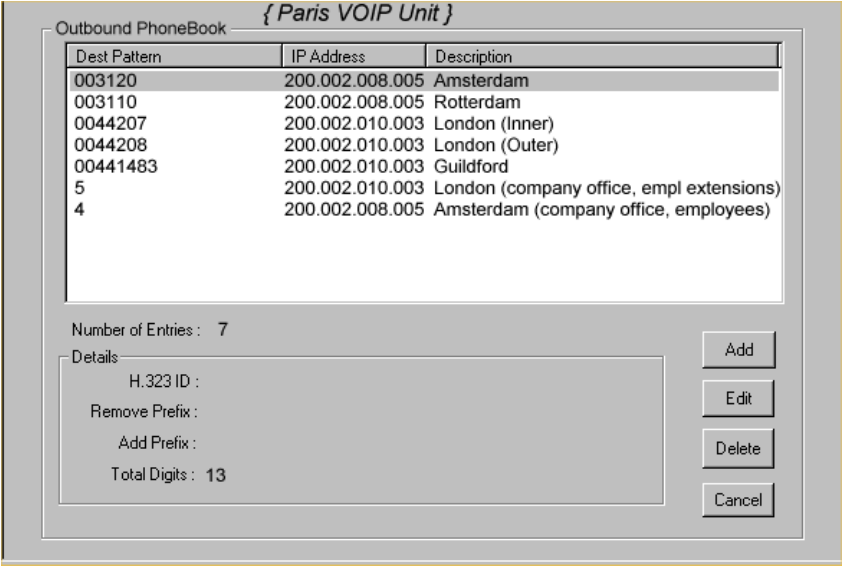 { Paris VOIP Unit }
Outbound PhoneBook
Dest Pattern IP Address Description
003120 200.002.008.005 Amsterdam
003110 200.002.008.005 Rotterdam
0044207 200.002.010.003 London (Inner)
0044208 200.002.010.003 London (Outer)
00441483 200.002.010.003 Guildford
5 200.002.010.003 London (company office, empl extensions)
4 200.002.008.005 Amsterdam (company office, employees)
Number of Entries : 7
Details
H.323 ID :
Remove Prefix :
Add Prefix :
Total Digits : 13
Add
Edit
Delete
Cancel